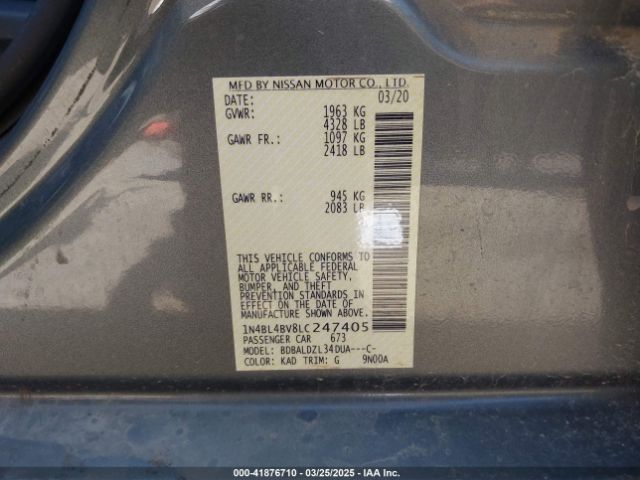 MFD BY NISSAN MOTOR CO., LTD.
DATE: 03/20
GVWR: 1963 KG
4328 LB
GAWR FR.: 1097 KG
2418 LB
GAWR RR.: 945 KG
2083 LB
THIS VEHICLE CONFORMS TO
ALL APPLICABLE FEDERAL
MOTOR VEHICLE SAFETY,
BUMPER, AND THEFT
PREVENTION STANDARDS IN
EFFECT ON THE DATE OF
MANUFACTURE SHOWN ABOVE.
1N4BL4BV8LC247405
PASSENGER CAR 673
MODEL: BDBALDZL34DUA---C-
COLOR: KAD TRIM: G 9N00A
000-41876710 | 03/25/2025 | IAA Inc.